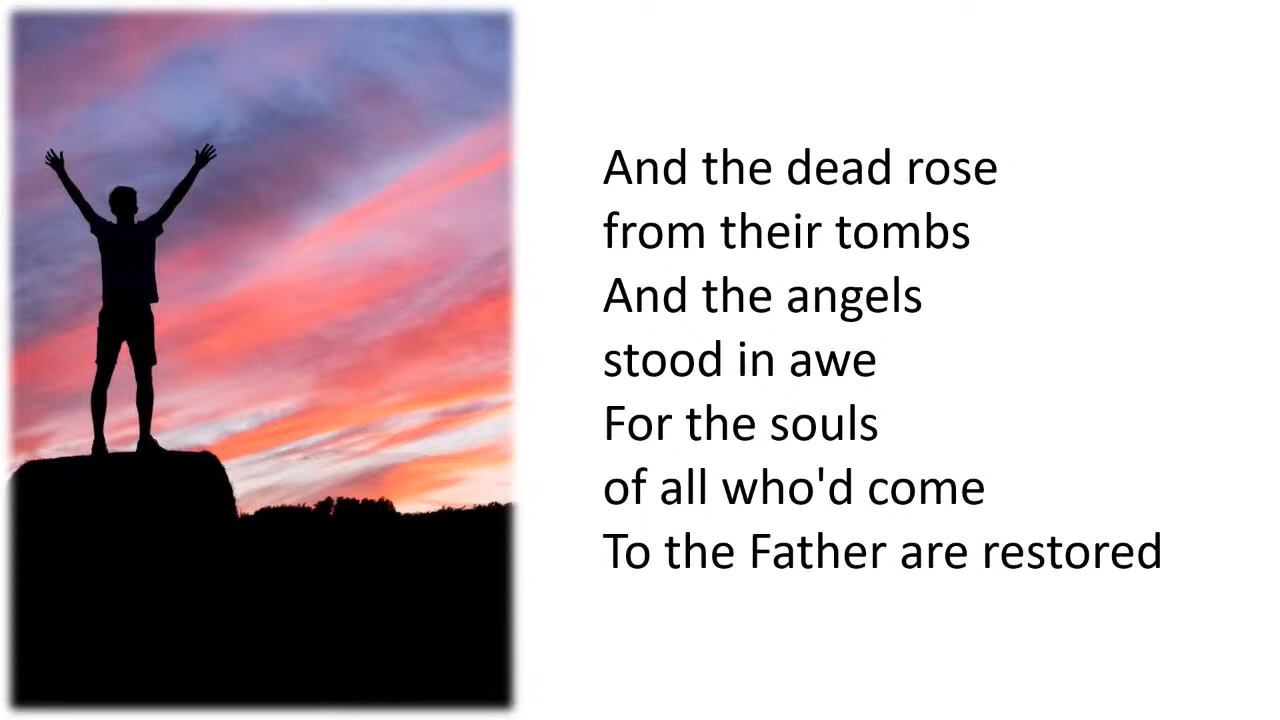 And the dead rose
from their tombs
And the angels
stood in awe
For the souls
of all who'd come
To the Father are restored